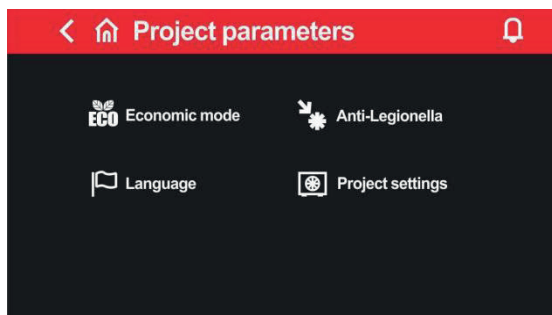 Project parameters
ECO Economic mode
Anti-Legionella
Language
Project settings